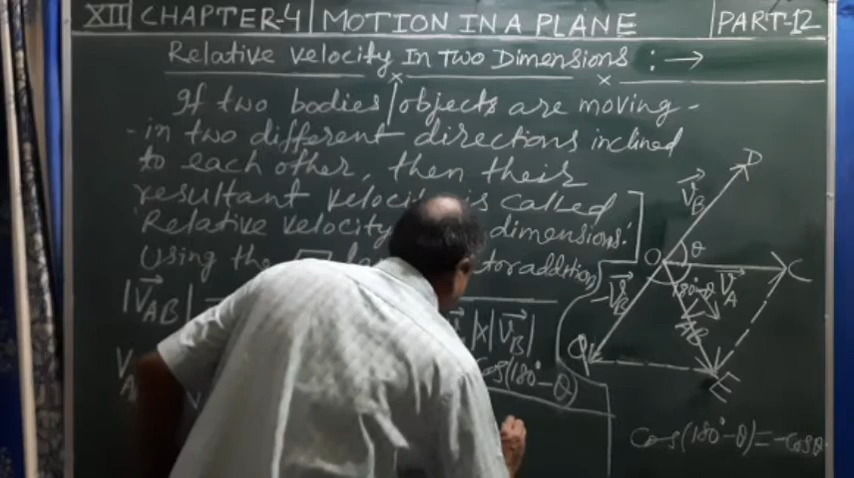 XII CHAPTER-4 MOTION IN A PLANE PART-12
Relative Velocity In Two Dimensions : →
If two bodies/objects are moving -
- in two different directions inclined
to each other, then their
resultant velocity is called
'Relative velocity dimensions.'
Using the addition
|V⃗AB| |x|V⃗B|
Cos(180°-θ)
V
A
D
V⃗B
O θ
180°-θ V⃗A C
-V⃗B
Q
E
Cos(180°-θ)=-Cosθ